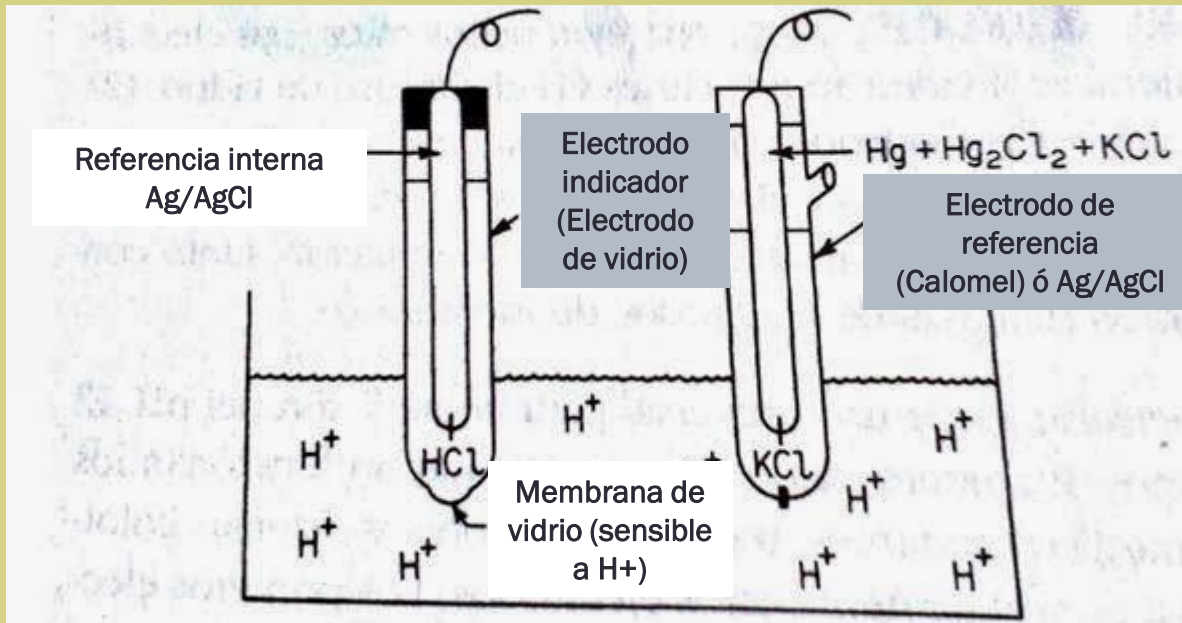 Referencia interna
Ag/AgCl
Electrodo
indicador
(Electrodo
de vidrio)
Hg + Hg₂Cl₂ + KCl
Electrodo de
referencia
(Calomel) ó Ag/AgCl
H⁺
H⁺
H⁺
HCl
KCl
H⁺
Membrana de
vidrio (sensible
a H+)
H⁺
H⁺
H⁺
H⁺